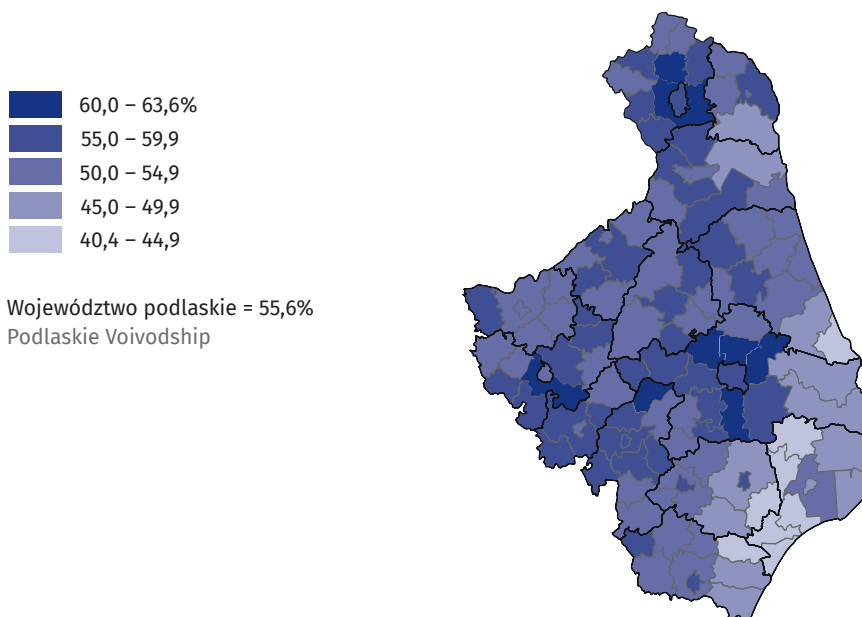 60,0 – 63,6%
55,0 – 59,9
50,0 – 54,9
45,0 – 49,9
40,4 – 44,9
Województwo podlaskie = 55,6%
Podlaskie Voivodship